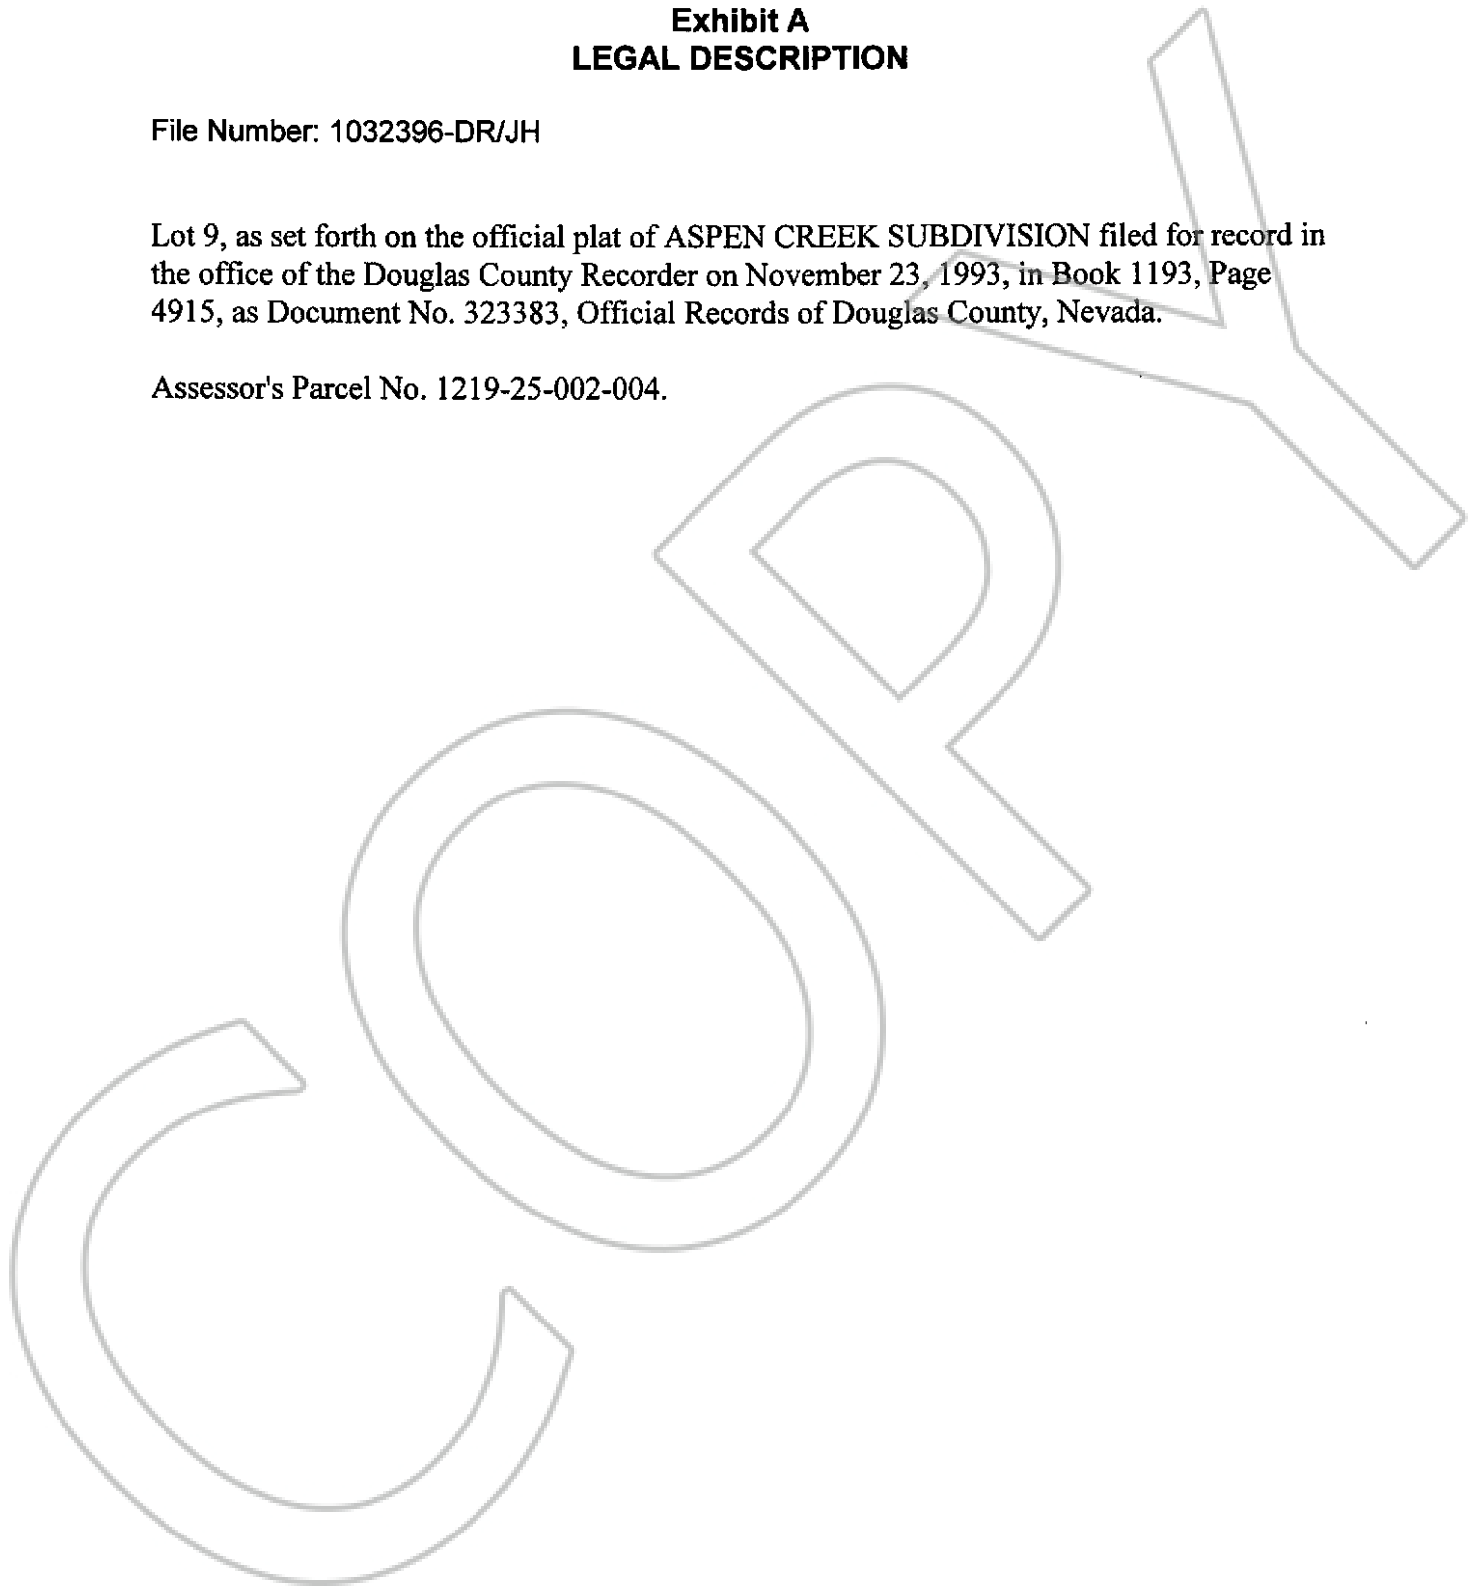 Exhibit A
LEGAL DESCRIPTION
File Number: 1032396-DR/JH
Lot 9, as set forth on the official plat of ASPEN CREEK SUBDIVISION filed for record in
the office of the Douglas County Recorder on November 23, 1993, in Book 1193, Page
4915, as Document No. 323383, Official Records of Douglas County, Nevada.
Assessor's Parcel No. 1219-25-002-004.
COPY